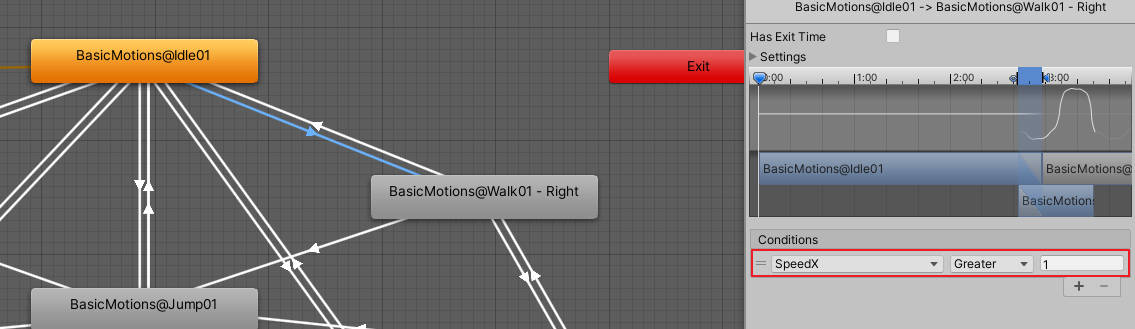 BasicMotions@Idle01 -> BasicMotions@Walk01 - Right
BasicMotions@Idle01
Has Exit Time
Settings
Exit
:00 1:00 2:00 3:00
BasicMotions@Idle01 BasicMotions@
BasicMotions
BasicMotions@Walk01 - Right
Conditions
SpeedX Greater 1
+ −
BasicMotions@Jump01